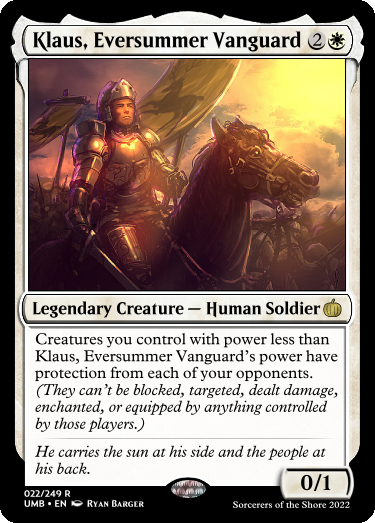 Klaus, Eversummer Vanguard 2
Legendary Creature — Human Soldier
Creatures you control with power less than
Klaus, Eversummer Vanguard's power have
protection from each of your opponents.
(They can't be blocked, targeted, dealt damage,
enchanted, or equipped by anything controlled
by those players.)
He carries the sun at his side and the people at
his back.
0/1
022/249 R
UMB • EN Ryan Barger
Sorcerers of the Shore 2022